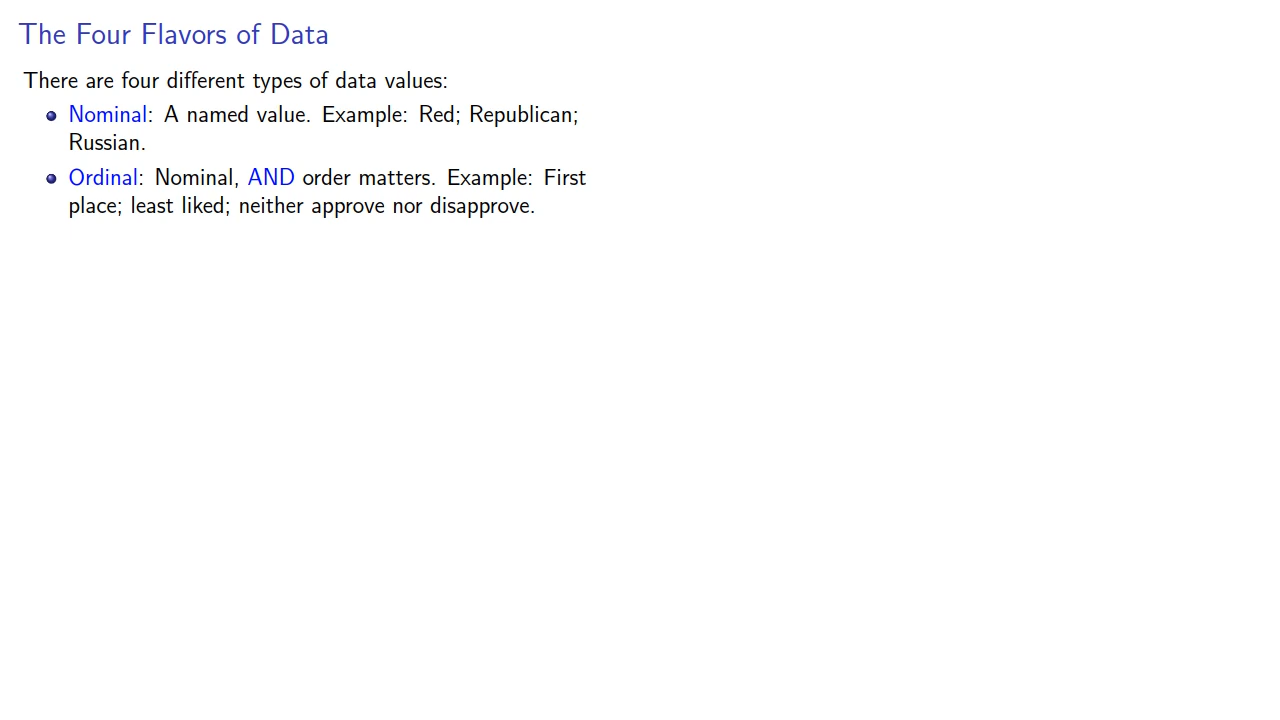 The Four Flavors of Data
There are four different types of data values:
Nominal: A named value. Example: Red; Republican;
Russian.
Ordinal: Nominal, AND order matters. Example: First
place; least liked; neither approve nor disapprove.